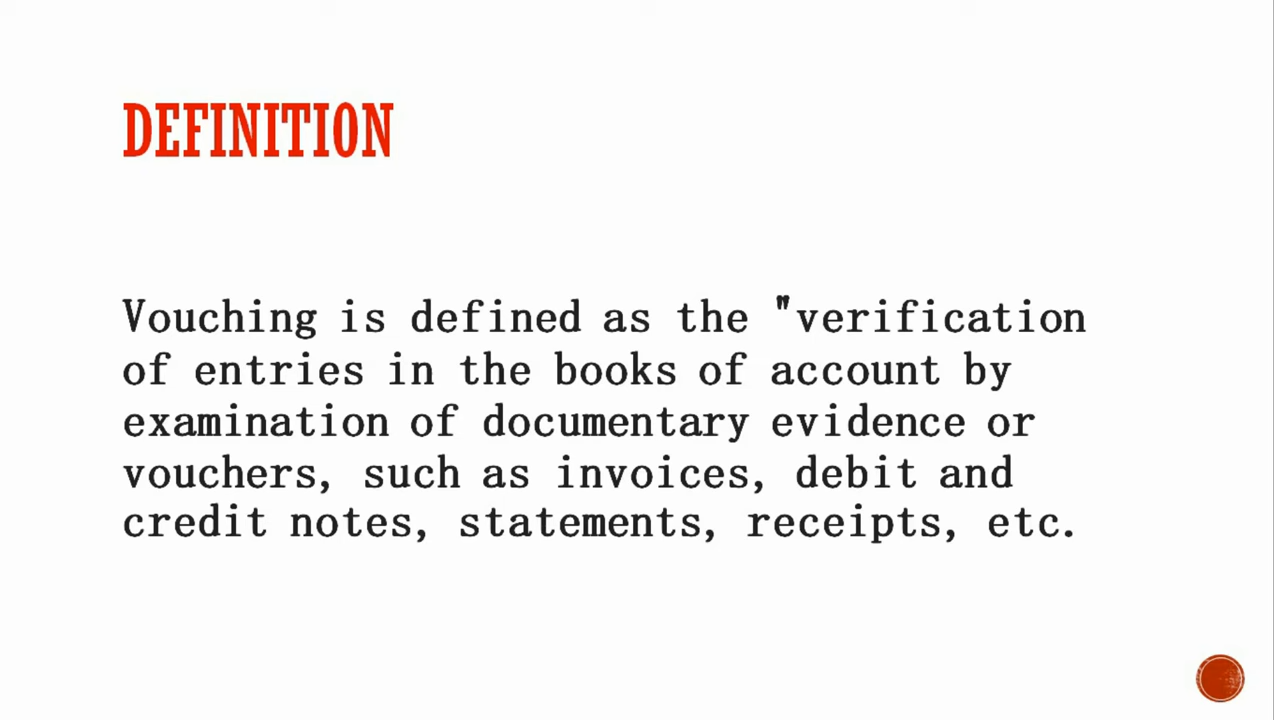 DEFINITION
Vouching is defined as the "verification
of entries in the books of account by
examination of documentary evidence or
vouchers, such as invoices, debit and
credit notes, statements, receipts, etc.